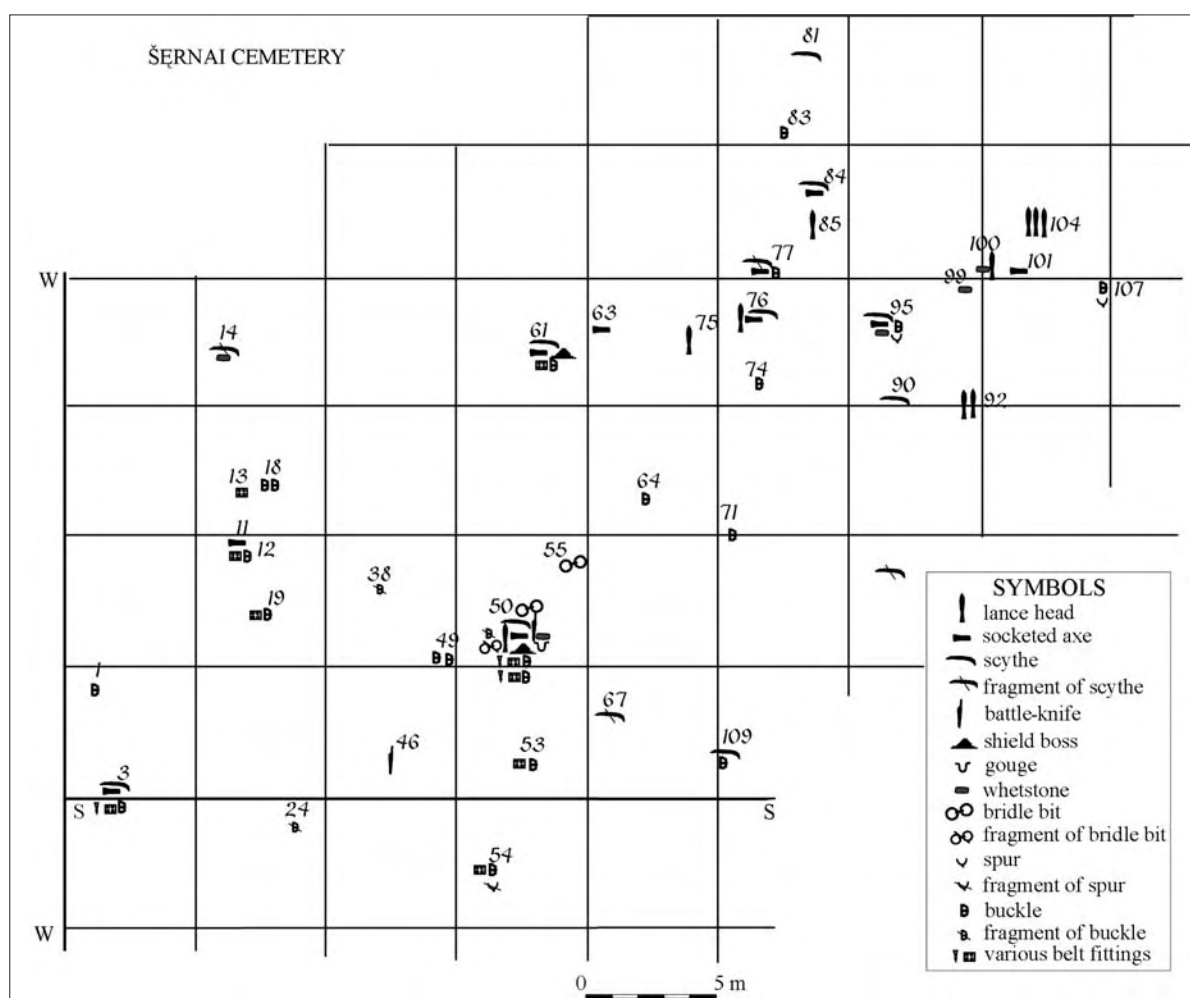 ŠĘRNAI CEMETERY
81
83
84
85
104
100
101
77
99
107
W
14
61
63
75
76
95
74
90
92
13 18
64
71
11
12
55
38
19
50
49
1
67
46
53
109
3
S S
24
54
W
0 5 m
SYMBOLS
lance head
socketed axe
scythe
fragment of scythe
battle-knife
shield boss
gouge
whetstone
bridle bit
fragment of bridle bit
spur
fragment of spur
buckle
fragment of buckle
various belt fittings